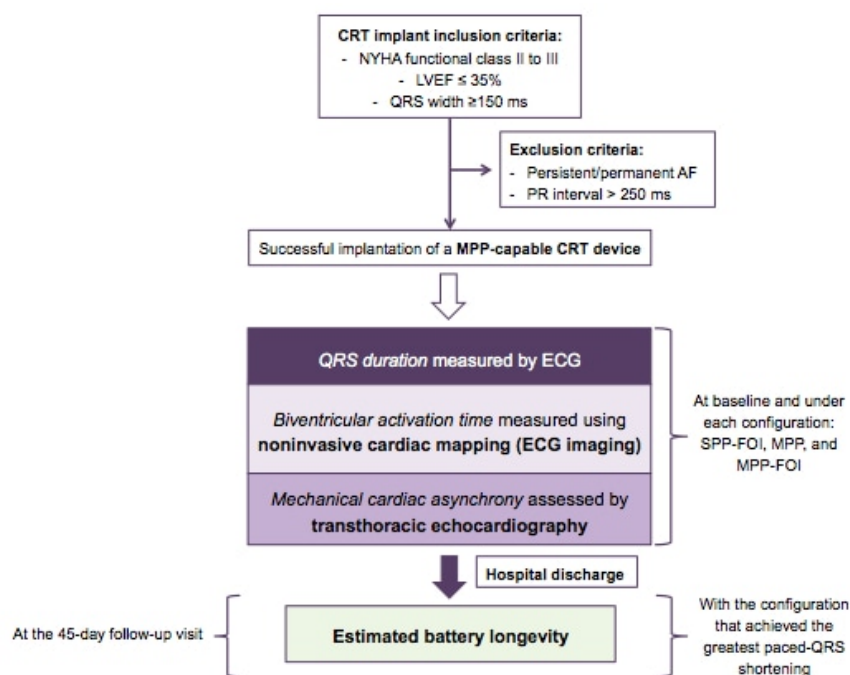 CRT implant inclusion criteria:
- NYHA functional class II to III
- LVEF ≤ 35%
- QRS width ≥150 ms
Exclusion criteria:
- Persistent/permanent AF
- PR interval > 250 ms
Successful implantation of a MPP-capable CRT device
QRS duration measured by ECG
Biventricular activation time measured using
noninvasive cardiac mapping (ECG imaging)
Mechanical cardiac asynchrony assessed by
transthoracic echocardiography
At baseline and under
each configuration:
SPP-FOI, MPP, and
MPP-FOI
Hospital discharge
At the 45-day follow-up visit
Estimated battery longevity
With the configuration
that achieved the
greatest paced-QRS
shortening